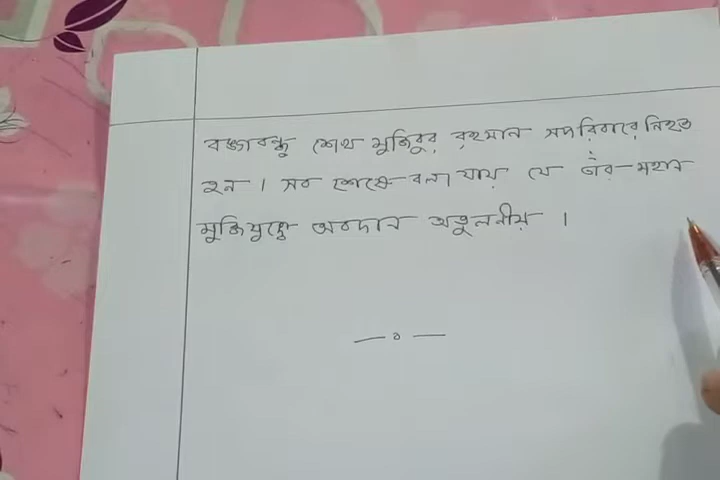 বঙ্গবন্ধু শেখ মুজিবুর রহমান সপরিবারে নিহত
হন । সব শেষে বলা যায় যে তাঁর মহান
মুক্তিযুদ্ধে অবদান অতুলনীয় ।
— ০ —